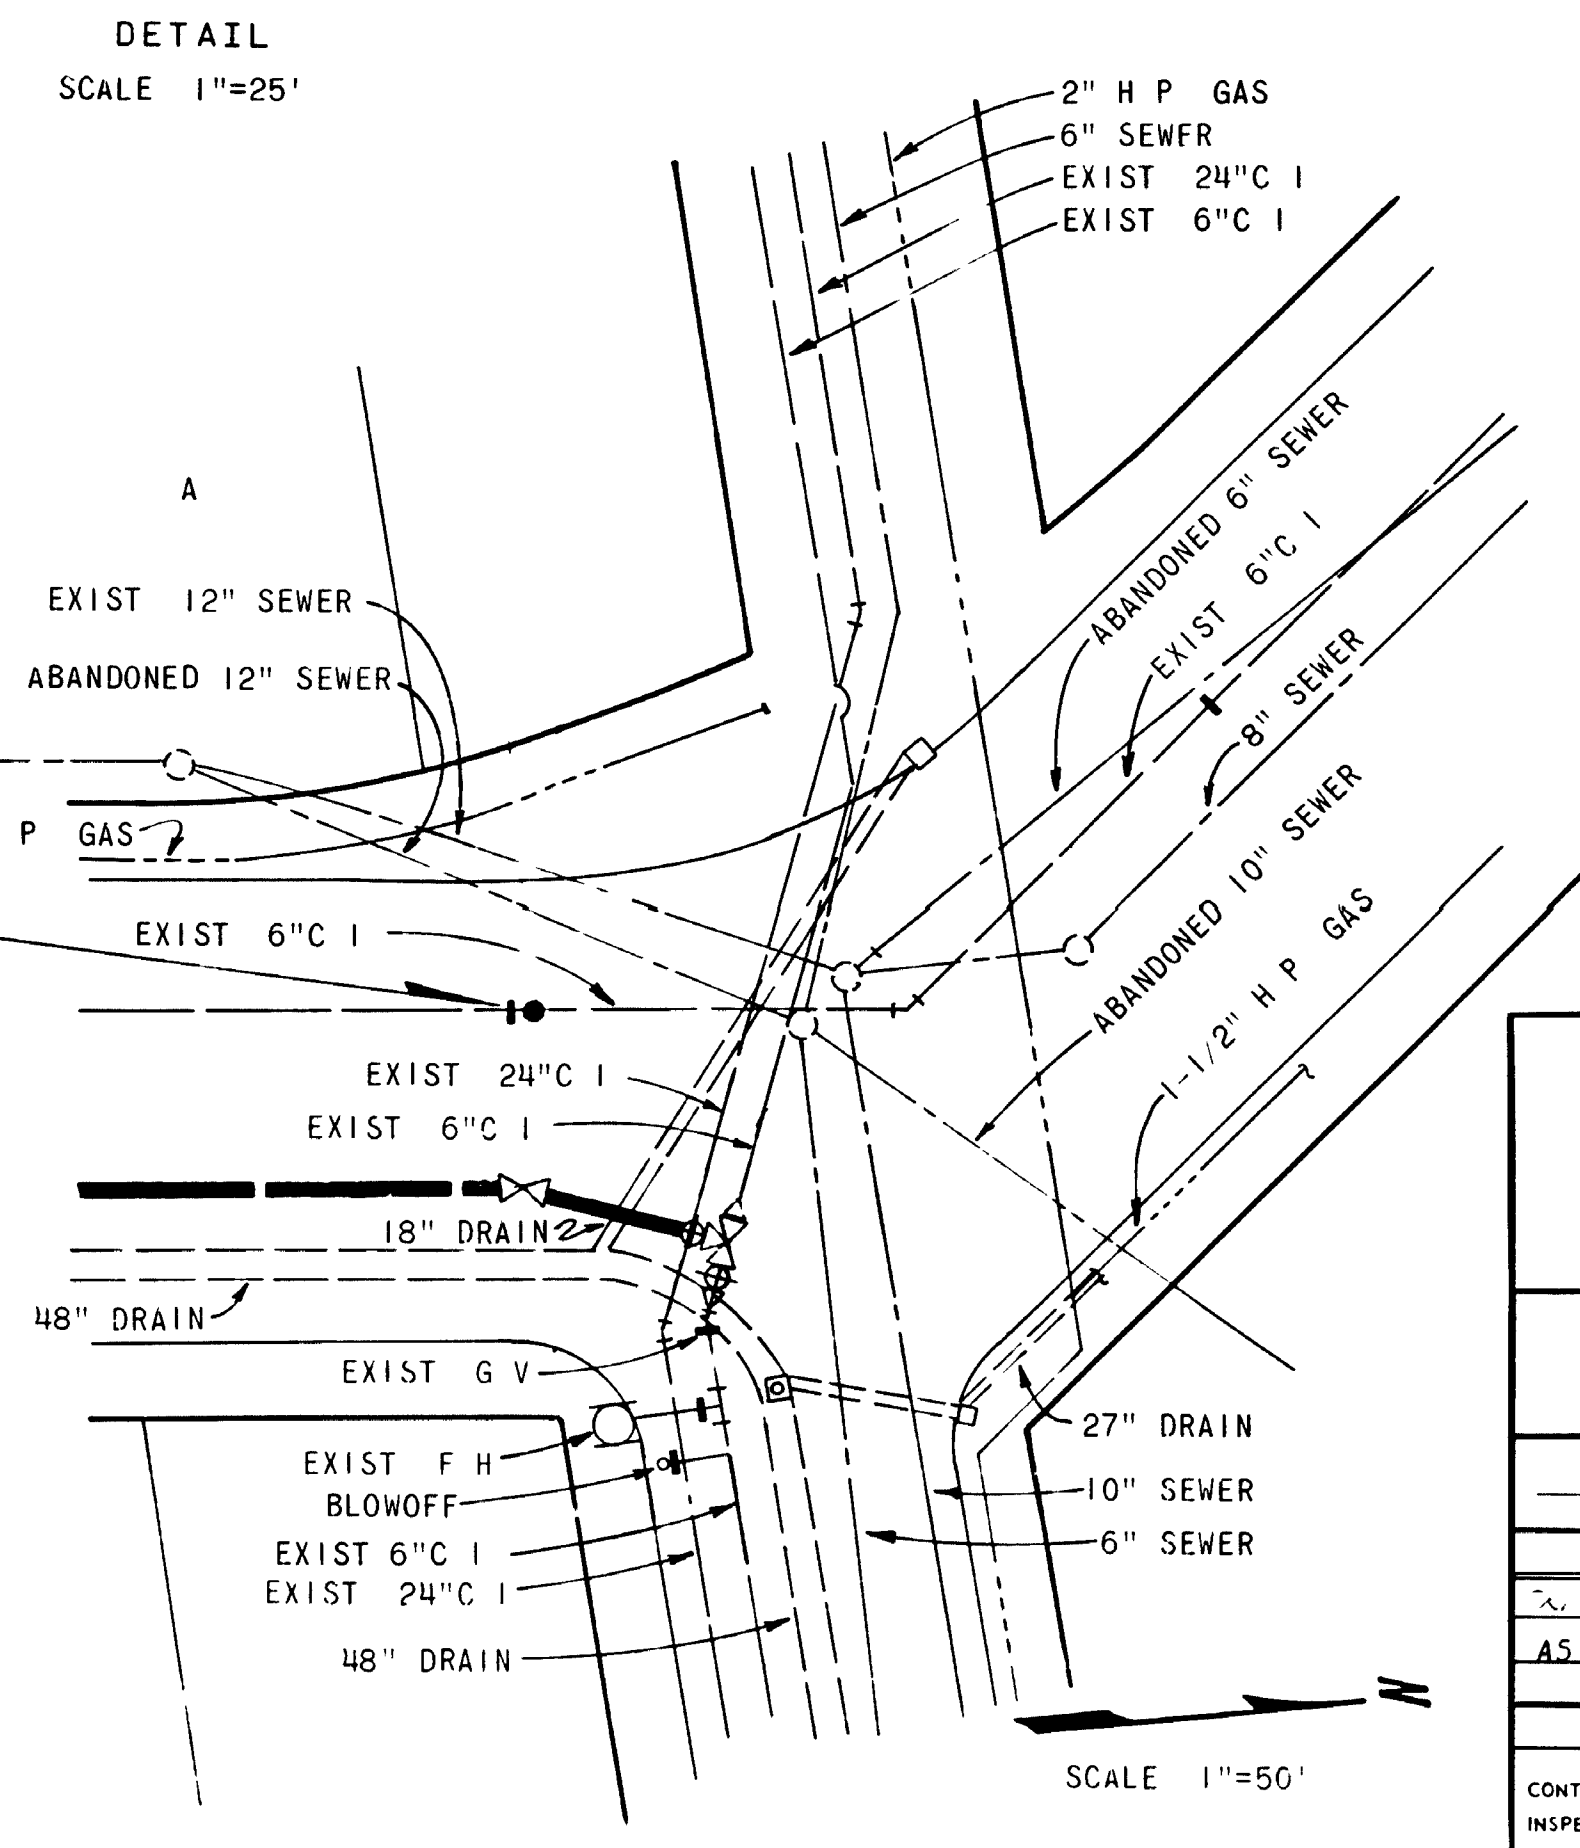 DETAIL
SCALE 1"=25'
2" H P GAS
6" SEWFR
EXIST 24"C I
EXIST 6"C I
A
EXIST 12" SEWER
ABANDONED 12" SEWER
P GAS
EXIST 6"C I
ABANDONED 6" SEWER
EXIST 6"C I
8" SEWER
ABANDONED 10" SEWER
1-1/2" H P GAS
EXIST 24"C I
EXIST 6"C I
18" DRAIN
48" DRAIN
EXIST G V
EXIST F H
BLOWOFF
EXIST 6"C I
EXIST 24"C I
48" DRAIN
27" DRAIN
10" SEWER
6" SEWER
N
SCALE 1"=50'
AS
CONT
INSPE